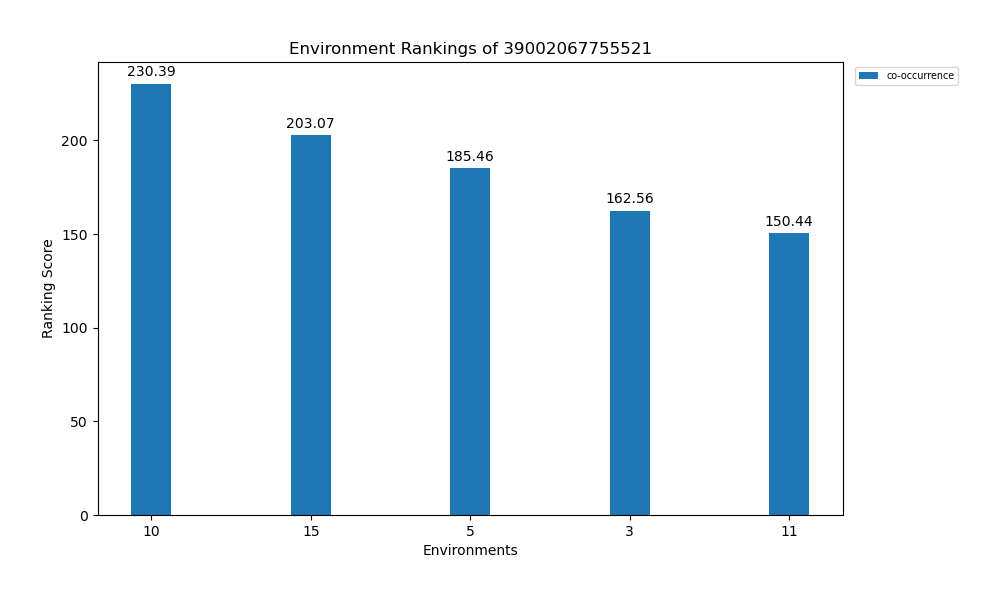 Environment Rankings of 39002067755521
co-occurrence
230.39
203.07
185.46
162.56
150.44
Ranking Score
200
150
100
50
0
10 15 5 3 11
Environments